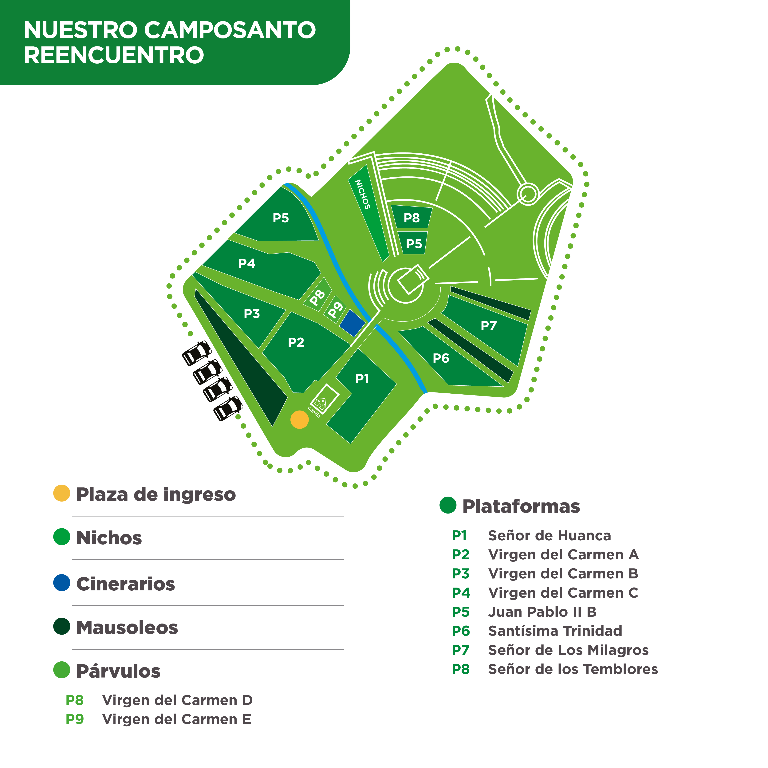 NUESTRO CAMPOSANTO
REENCUENTRO
NICHOS
P5
P8
P5
P4
P8
P9
P3
P2
P7
P6
P1
Plaza de ingreso
Nichos
Cinerarios
Mausoleos
Párvulos
P8 Virgen del Carmen D
P9 Virgen del Carmen E
Plataformas
P1 Señor de Huanca
P2 Virgen del Carmen A
P3 Virgen del Carmen B
P4 Virgen del Carmen C
P5 Juan Pablo II B
P6 Santísima Trinidad
P7 Señor de Los Milagros
P8 Señor de los Temblores